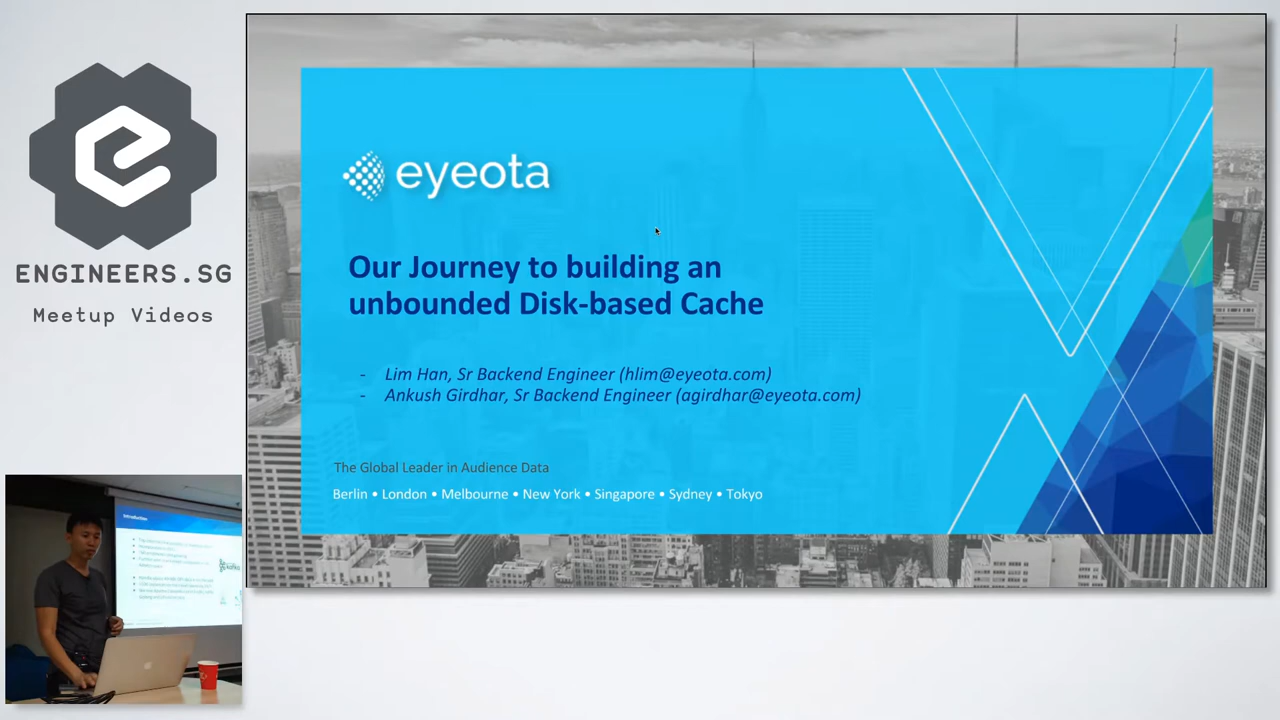 ENGINEERS.SG
Meetup Videos
eyeota
Our Journey to building an
unbounded Disk-based Cache
- Lim Han, Sr Backend Engineer (hlim@eyeota.com)
- Ankush Girdhar, Sr Backend Engineer (agirdhar@eyeota.com)
The Global Leader in Audience Data
Berlin • London • Melbourne • New York • Singapore • Sydney • Tokyo
Introduction